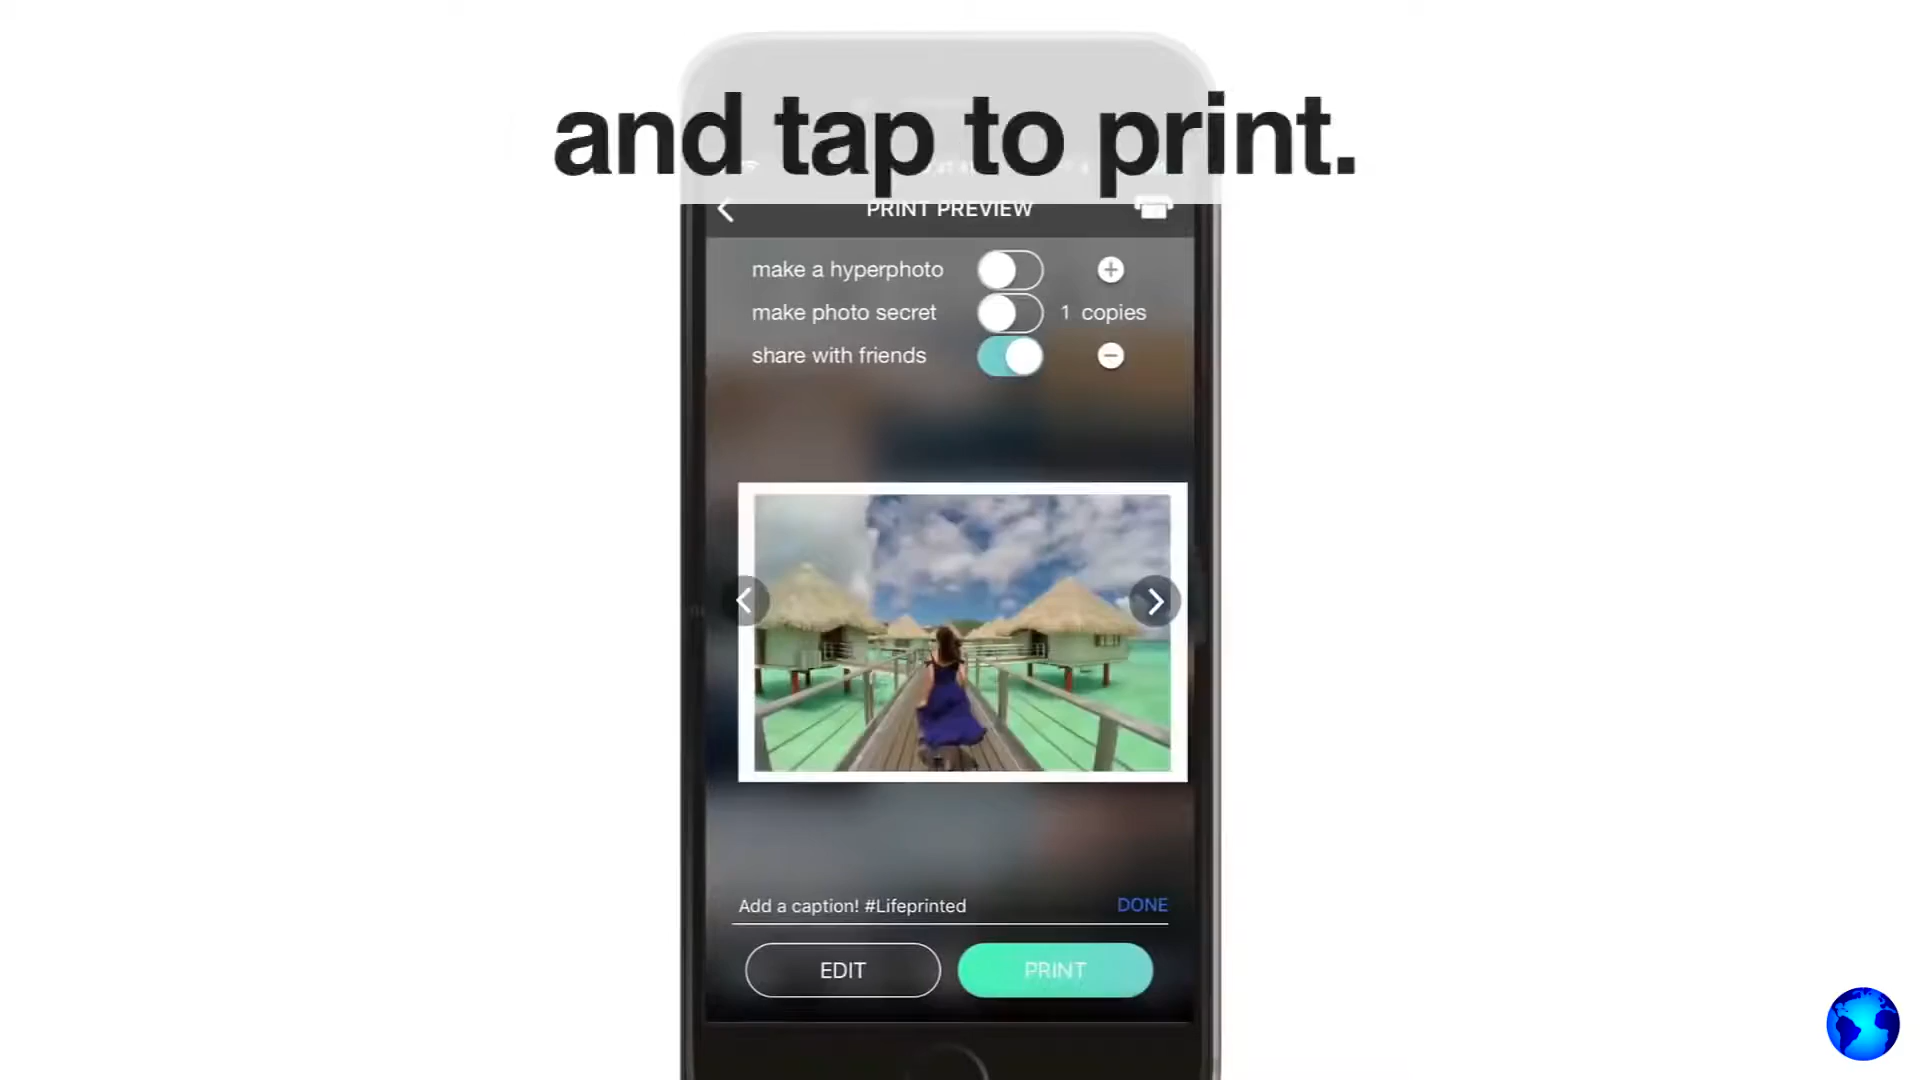 and tap to print.
PRINT PREVIEW
make a hyperphoto
make photo secret
1 copies
share with friends
Add a caption! #Lifeprinted
DONE
EDIT
PRINT